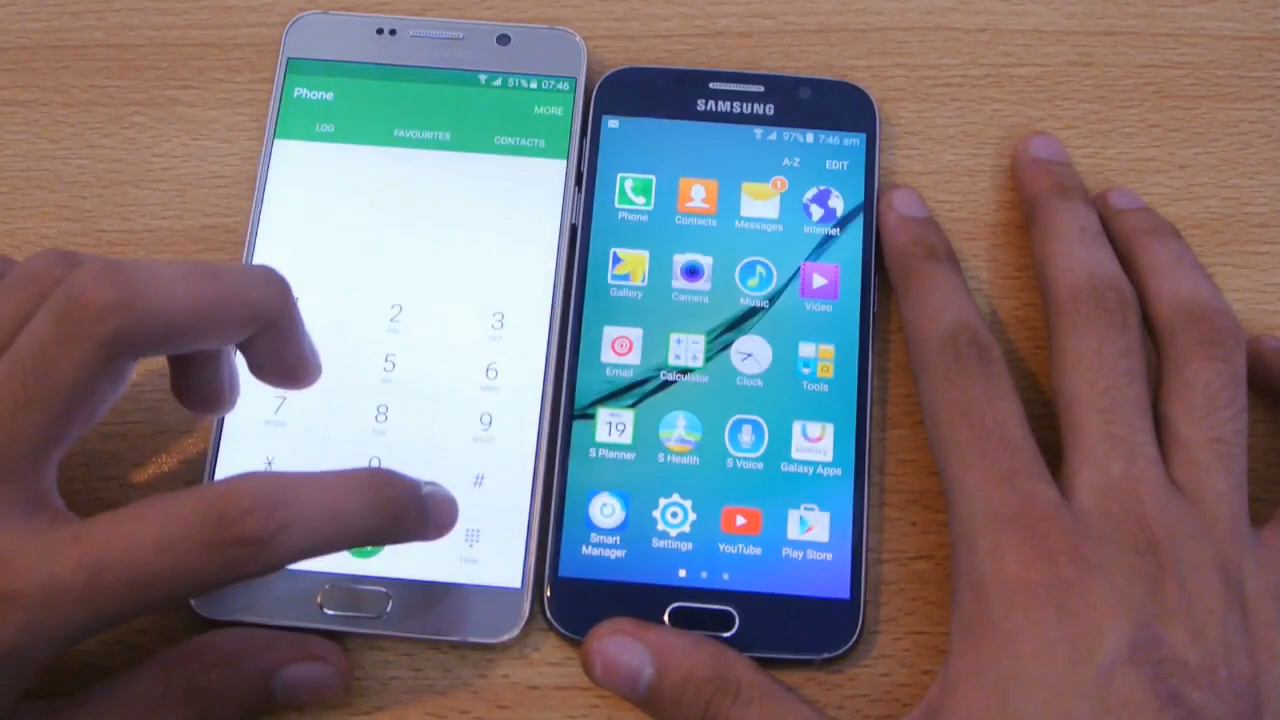 51% 07:46
Phone
MORE
LOG FAVOURITES CONTACTS
2 3
5 6
7 8 9
* 0 #
SAMSUNG
97% 7:46 am
A-Z EDIT
Phone Contacts Messages Internet
1
Gallery Camera Music Video
Email Calculator Clock Tools
19
S Planner S Health S Voice Galaxy Apps
Smart Manager Settings YouTube Play Store